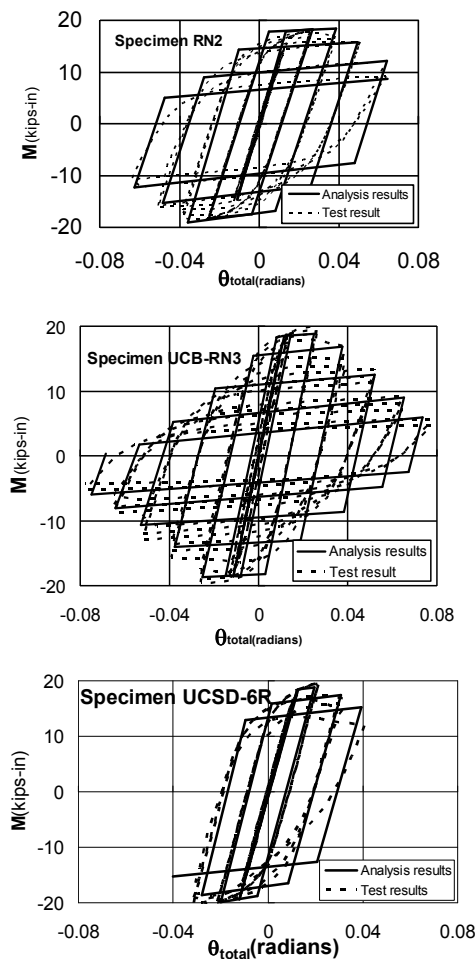 Specimen RN2
20
10
0
-10
-20
M(kips-in)
Analysis results
Test result
-0.08 -0.04 0 0.04 0.08
θtotal(radians)
20
Specimen UCB-RN3
10
0
-10
-20
M(kips-in)
Analysis results
Test result
-0.08 -0.04 0 0.04 0.08
θtotal(radians)
20
Specimen UCSD-6R
10
0
-10
-20
M(kips-in)
Analysis results
Test results
-0.08 -0.04 0 0.04 0.08
θtotal(radians)